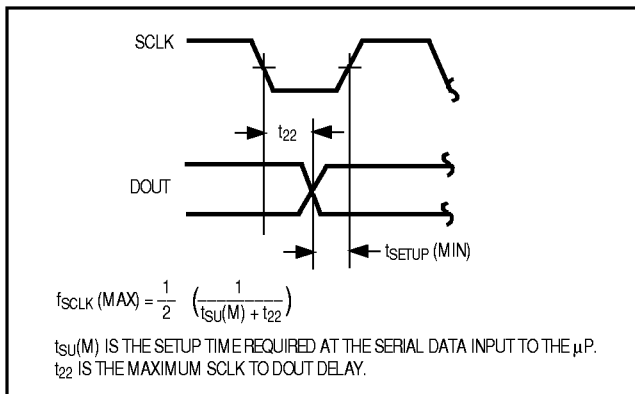 SCLK
t22
DOUT
tSETUP (MIN)
fSCLK (MAX) = 1/2 (1/(tSU(M) + t22))
tSU(M) IS THE SETUP TIME REQUIRED AT THE SERIAL DATA INPUT TO THE µP.
t22 IS THE MAXIMUM SCLK TO DOUT DELAY.